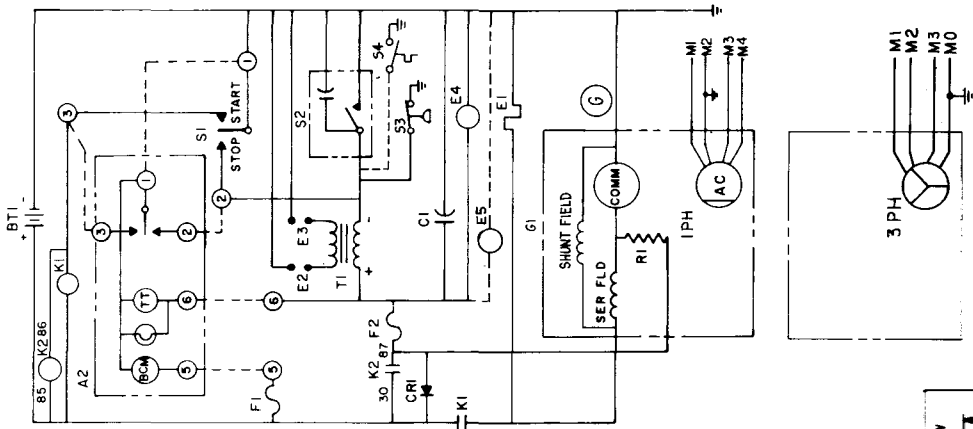 BT1
+
-
85
K2 86
K1
A2
3
3
1
1
2
2
TT
6
6
BCM
5
5
F1
STOP
START
S1
E2
E3
T1
+
-
S2
S4
S3
C1
E4
E5
E1
F2
30
K2 87
CR1
K1
G
G1
SHUNT FIELD
COMM
SER FLD
R1
1 PH
AC
M1
M2
M3
M4
3 PH
M1
M2
M3
M0